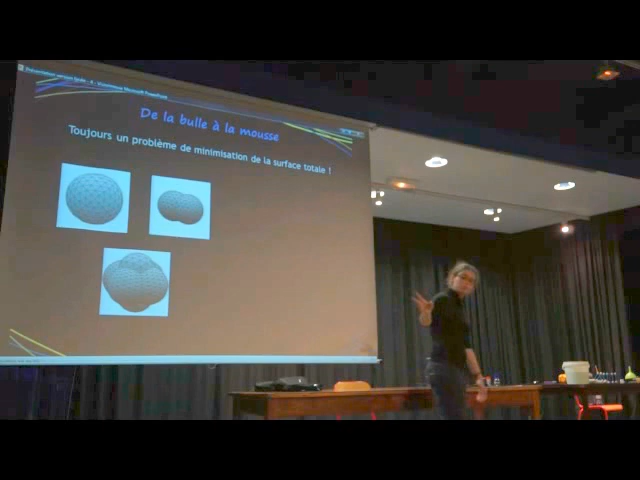 De la bulle à la mousse
Toujours un problème de minimisation de la surface totale !